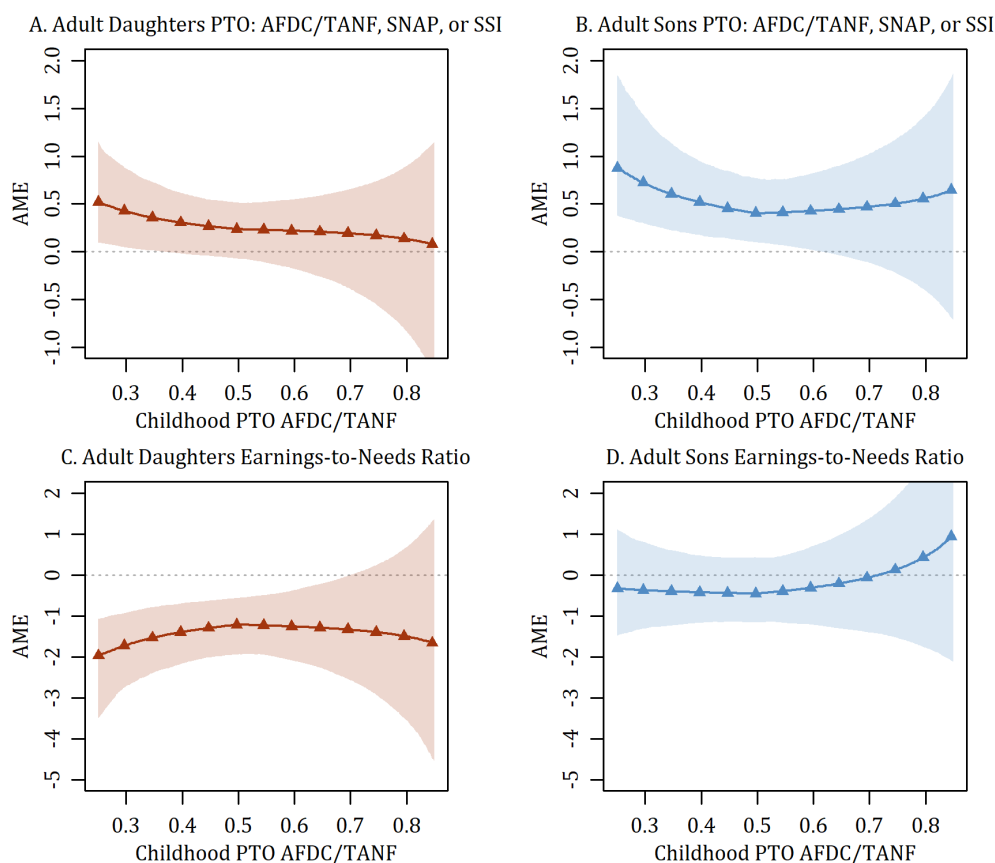 A. Adult Daughters PTO: AFDC/TANF, SNAP, or SSI
AME
2.0
1.5
1.0
0.5
0.0
-0.5
-1.0
0.3 0.4 0.5 0.6 0.7 0.8
Childhood PTO AFDC/TANF
B. Adult Sons PTO: AFDC/TANF, SNAP, or SSI
AME
2.0
1.5
1.0
0.5
0.0
-0.5
-1.0
0.3 0.4 0.5 0.6 0.7 0.8
Childhood PTO AFDC/TANF
C. Adult Daughters Earnings-to-Needs Ratio
AME
2
1
0
-1
-2
-3
-4
-5
0.3 0.4 0.5 0.6 0.7 0.8
Childhood PTO AFDC/TANF
D. Adult Sons Earnings-to-Needs Ratio
AME
2
1
0
-1
-2
-3
-4
-5
0.3 0.4 0.5 0.6 0.7 0.8
Childhood PTO AFDC/TANF